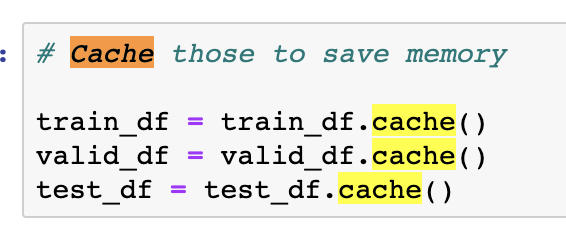 # Cache those to save memory
train_df = train_df.cache()
valid_df = valid_df.cache()
test_df = test_df.cache()